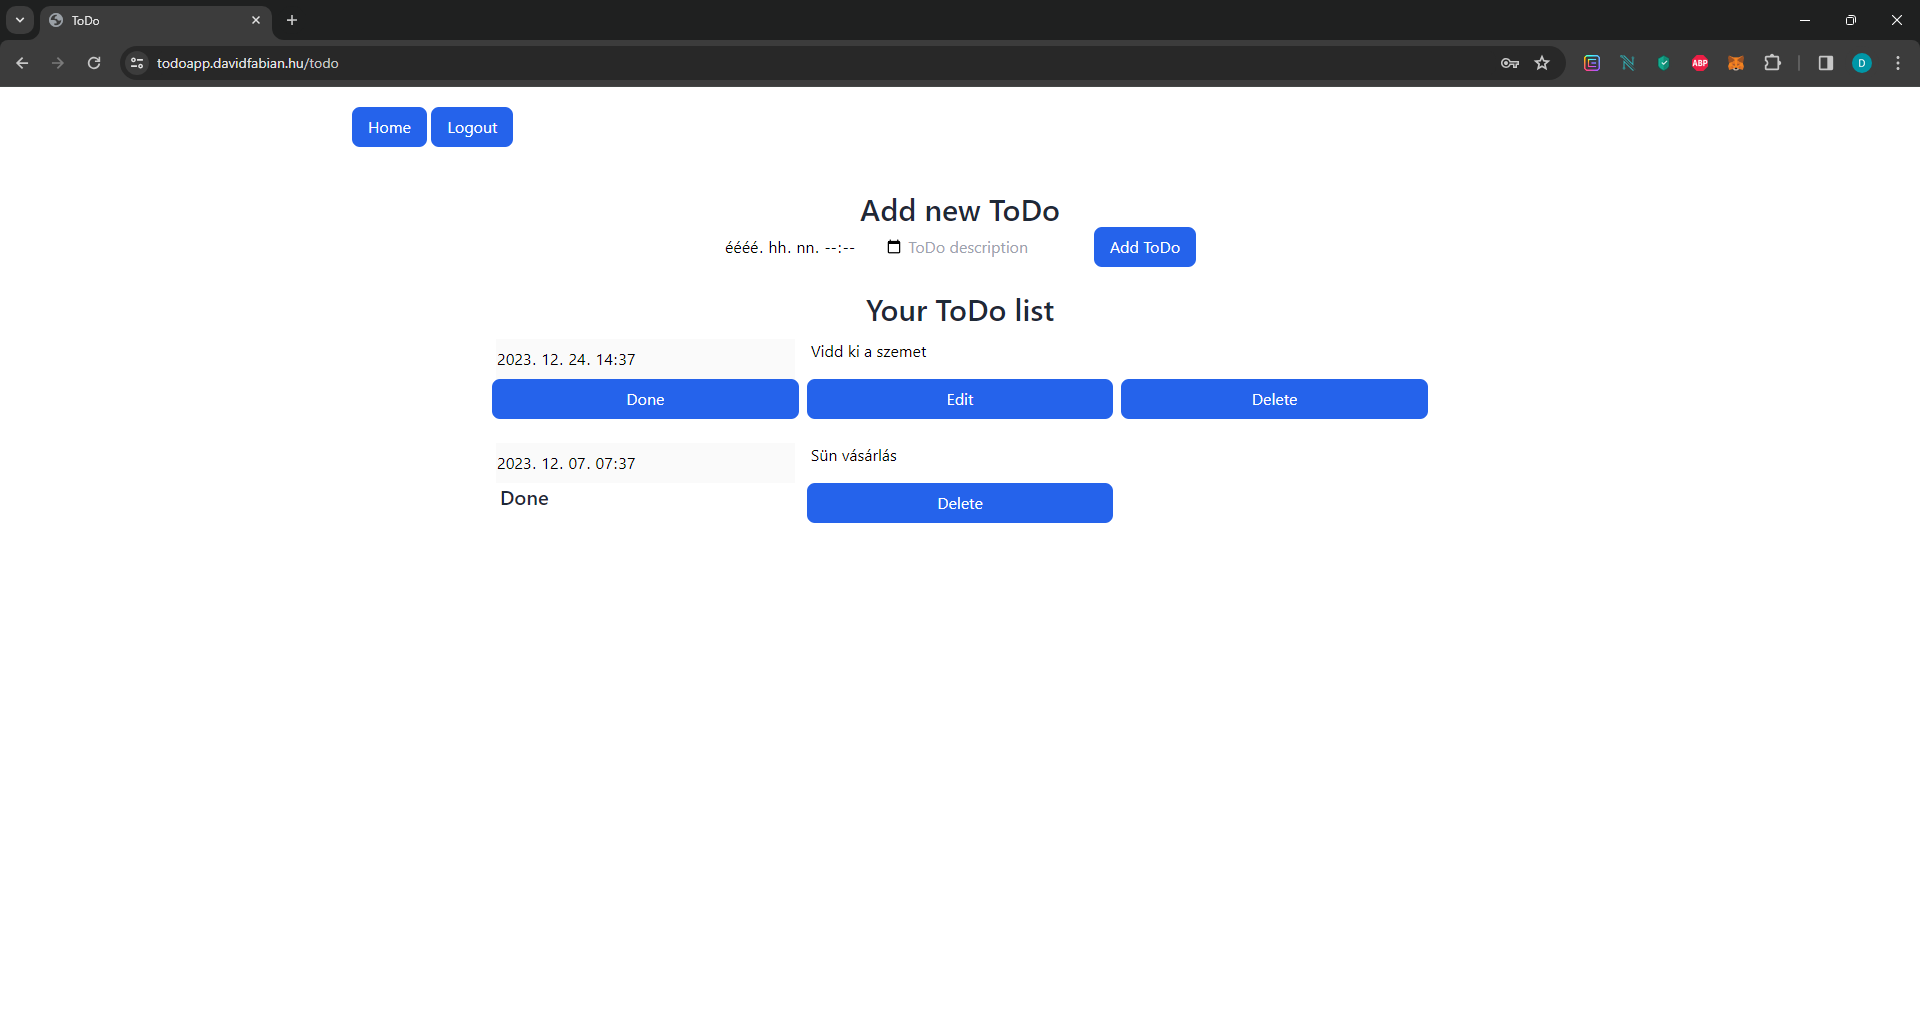 ToDo
todoapp.davidfabian.hu/todo
ABP
D
Home Logout
Add new ToDo
éééé. hh. nn. --:-- ToDo description Add ToDo
Your ToDo list
2023. 12. 24. 14:37 Vidd ki a szemet
Done Edit Delete
2023. 12. 07. 07:37 Sün vásárlás
Done Delete